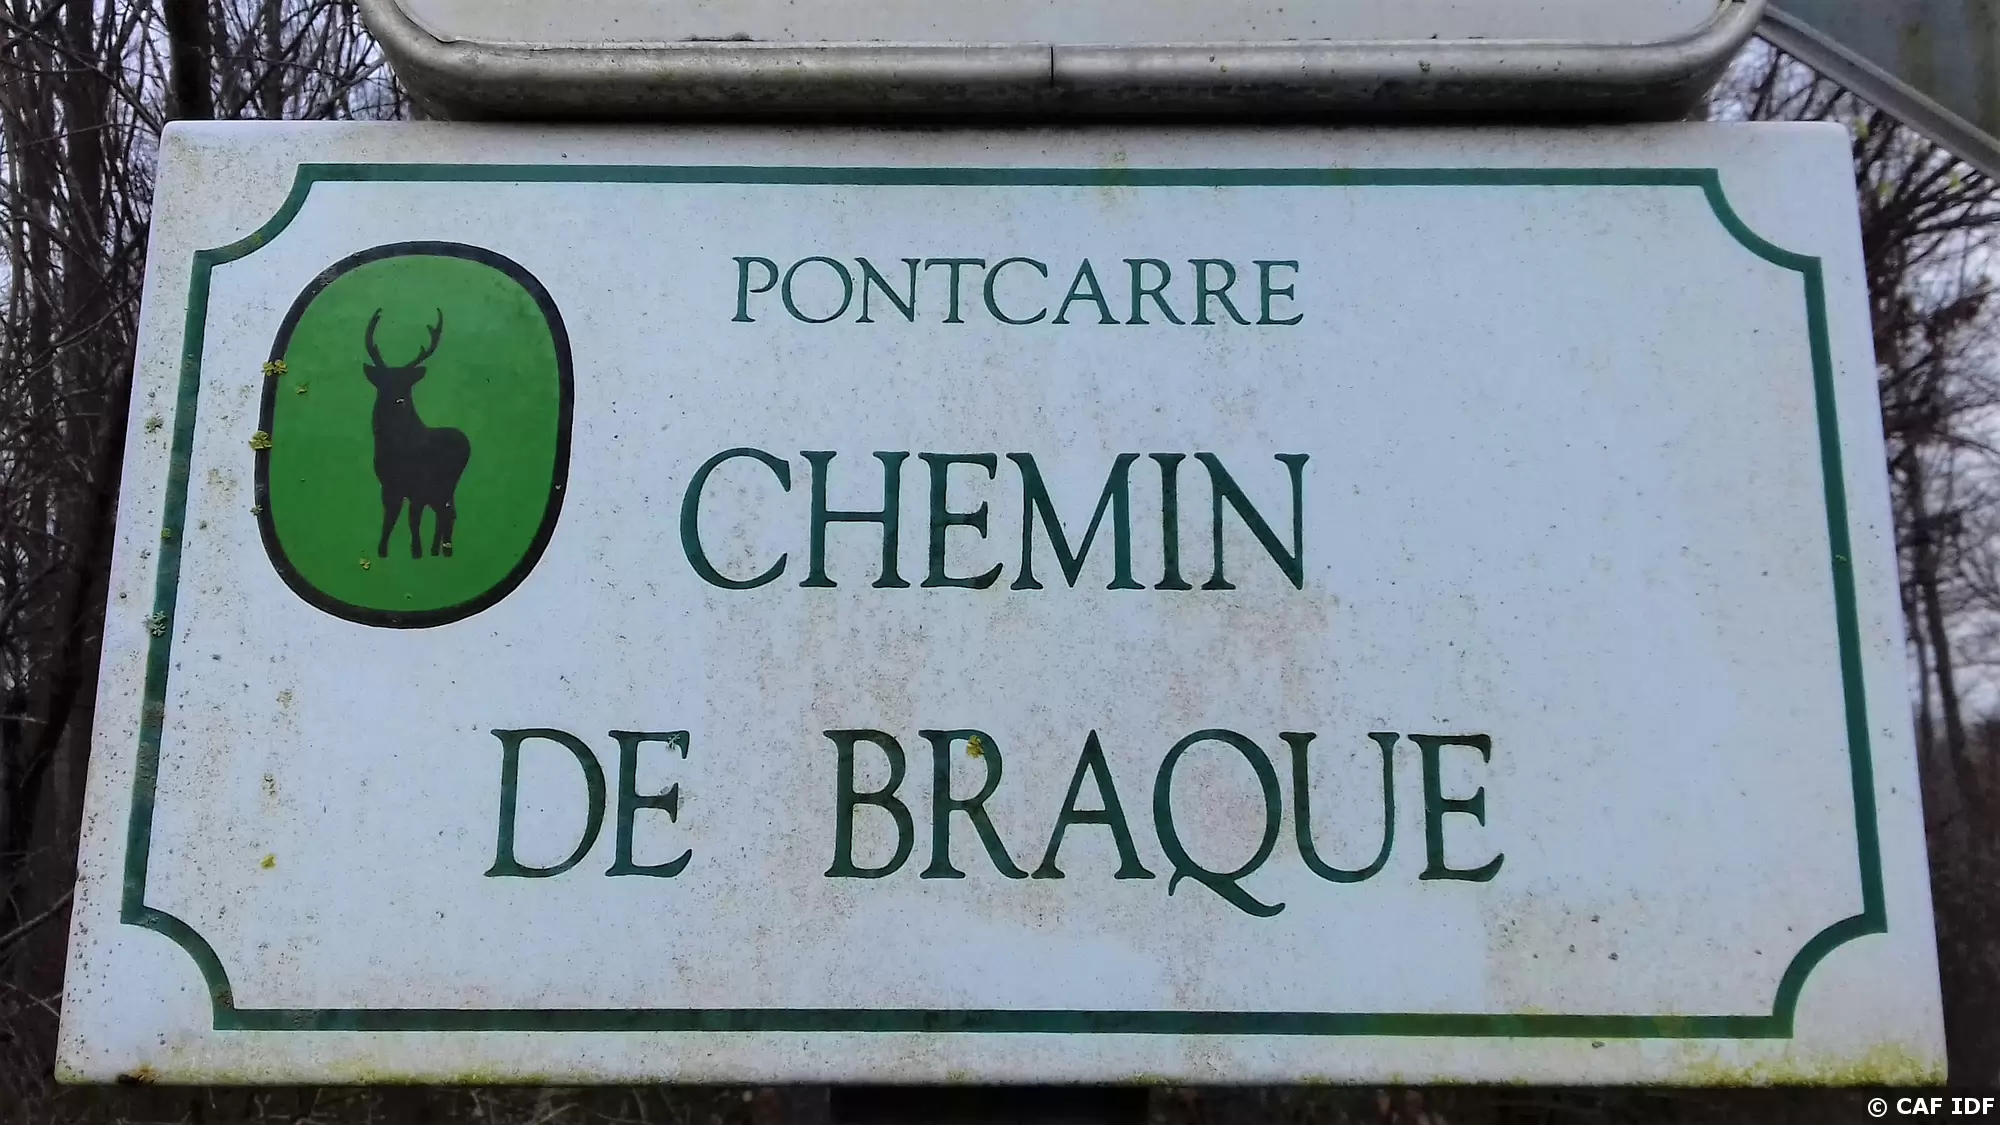 PONTCARRE
CHEMIN
DE BRAQUE
© CAF IDF